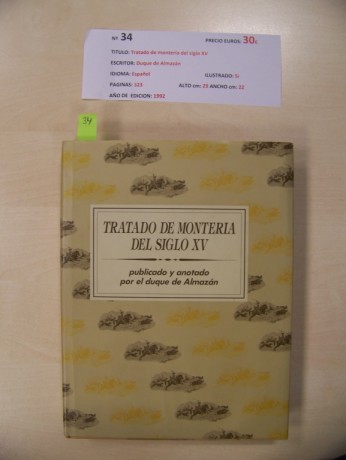 Nº 34 PRECIO EUROS: 30€
TITULO: Tratado de montería del siglo XV
ESCRITOR: Duque de Almazán
IDIOMA: Español ILUSTRADO: Si
PAGINAS: 323 ALTO cm: 23 ANCHO cm: 22
AÑO DE EDICION: 1992
34
TRATADO DE MONTERIA
DEL SIGLO XV
publicado y anotado
por el duque de Almazán